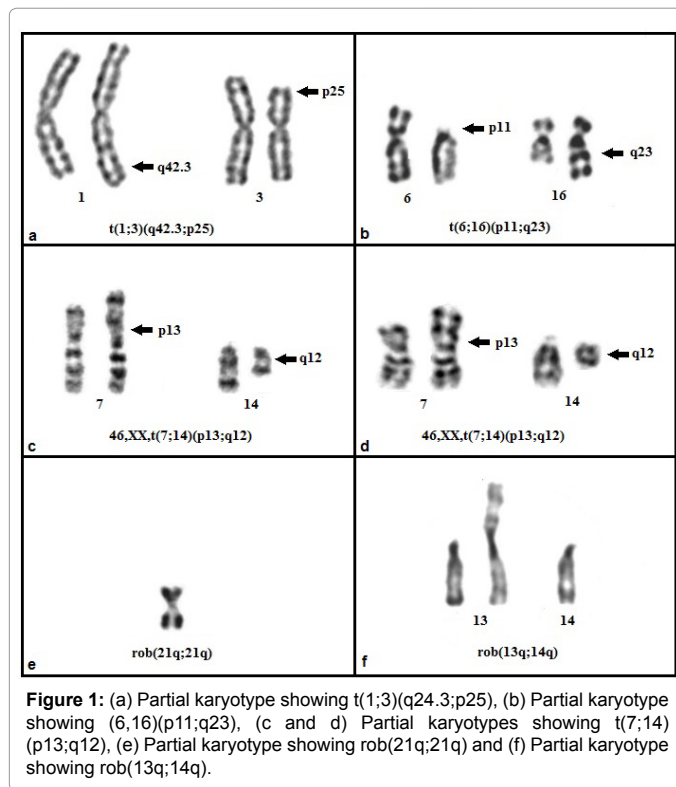 p25
q42.3
1
3
a
t(1;3)(q42.3;p25)
p11
q23
6
16
b
t(6;16)(p11;q23)
p13
q12
7
14
c
46,XX,t(7;14)(p13;q12)
p13
q12
7
14
d
46,XX,t(7;14)(p13;q12)
e
rob(21q;21q)
13
14
f
rob(13q;14q)
Figure 1: (a) Partial karyotype showing t(1;3)(q24.3;p25), (b) Partial karyotype
showing (6,16)(p11;q23), (c and d) Partial karyotypes showing t(7;14)
(p13;q12), (e) Partial karyotype showing rob(21q;21q) and (f) Partial karyotype
showing rob(13q;14q).